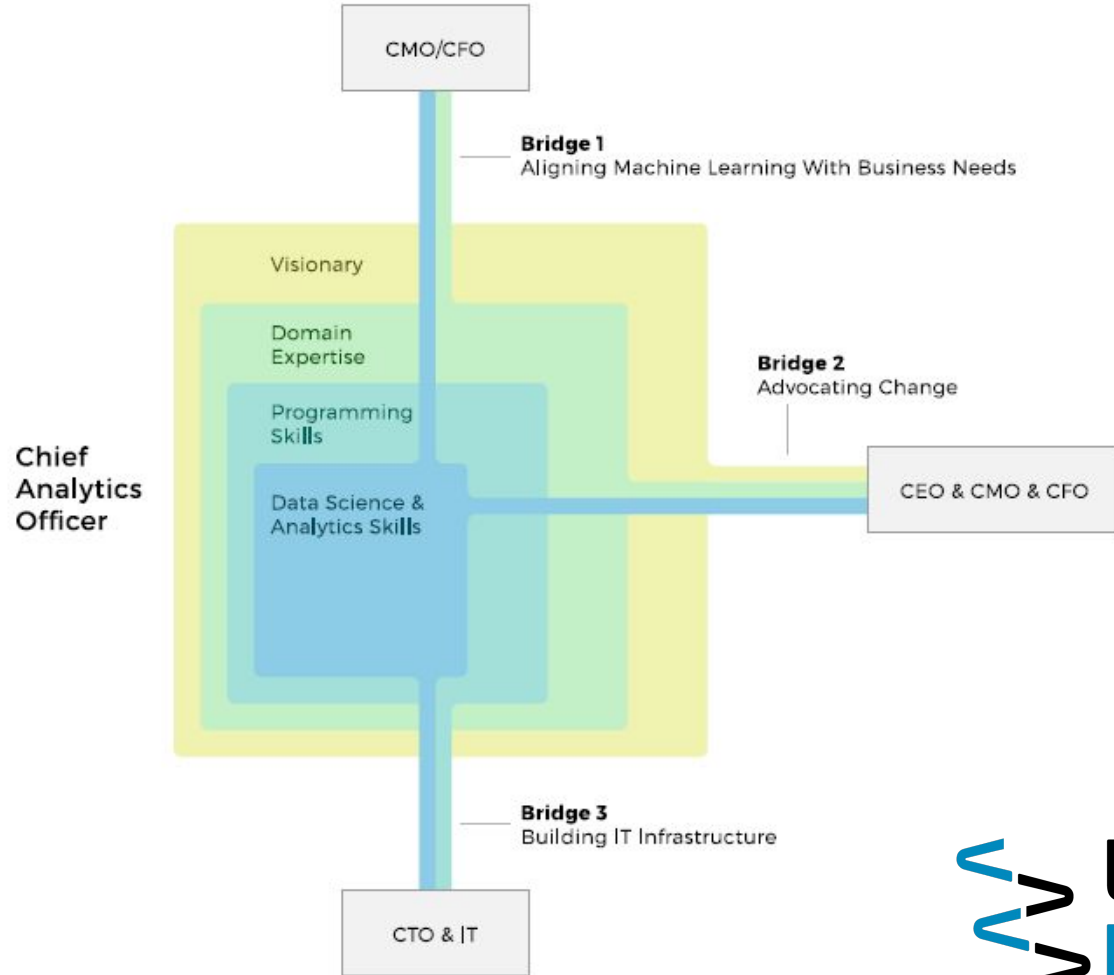 CMO/CFO
Bridge 1
Aligning Machine Learning With Business Needs
Visionary
Domain
Expertise
Bridge 2
Advocating Change
Programming
Skills
Chief
Analytics
Officer
Data Science &
Analytics Skills
CEO & CMO & CFO
Bridge 3
Building IT Infrastructure
CTO & IT